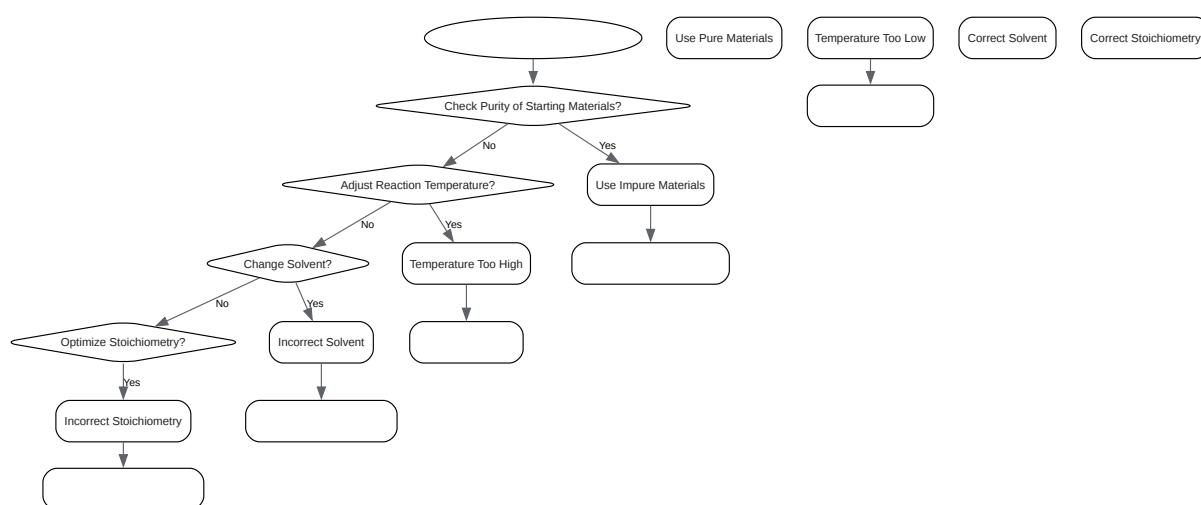 Use Pure Materials
Temperature Too Low
Correct Solvent
Correct Stoichiometry
Check Purity of Starting Materials?
No
Yes
Adjust Reaction Temperature?
Use Impure Materials
No
Yes
Change Solvent?
Temperature Too High
No
Yes
Optimize Stoichiometry?
Incorrect Solvent
Yes
Incorrect Stoichiometry